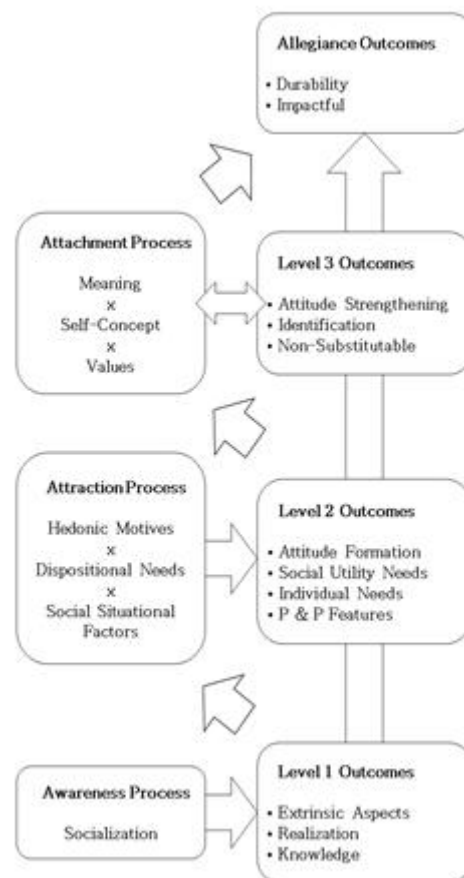 Allegiance Outcomes
• Durability
• Impactful
Attachment Process
Meaning
×
Self-Concept
×
Values
Level 3 Outcomes
• Attitude Strengthening
• Identification
• Non-Substitutable
Attraction Process
Hedonic Motives
×
Dispositional Needs
×
Social Situational
Factors
Level 2 Outcomes
• Attitude Formation
• Social Utility Needs
• Individual Needs
• P & P Features
Awareness Process
Socialization
Level 1 Outcomes
• Extrinsic Aspects
• Realization
• Knowledge